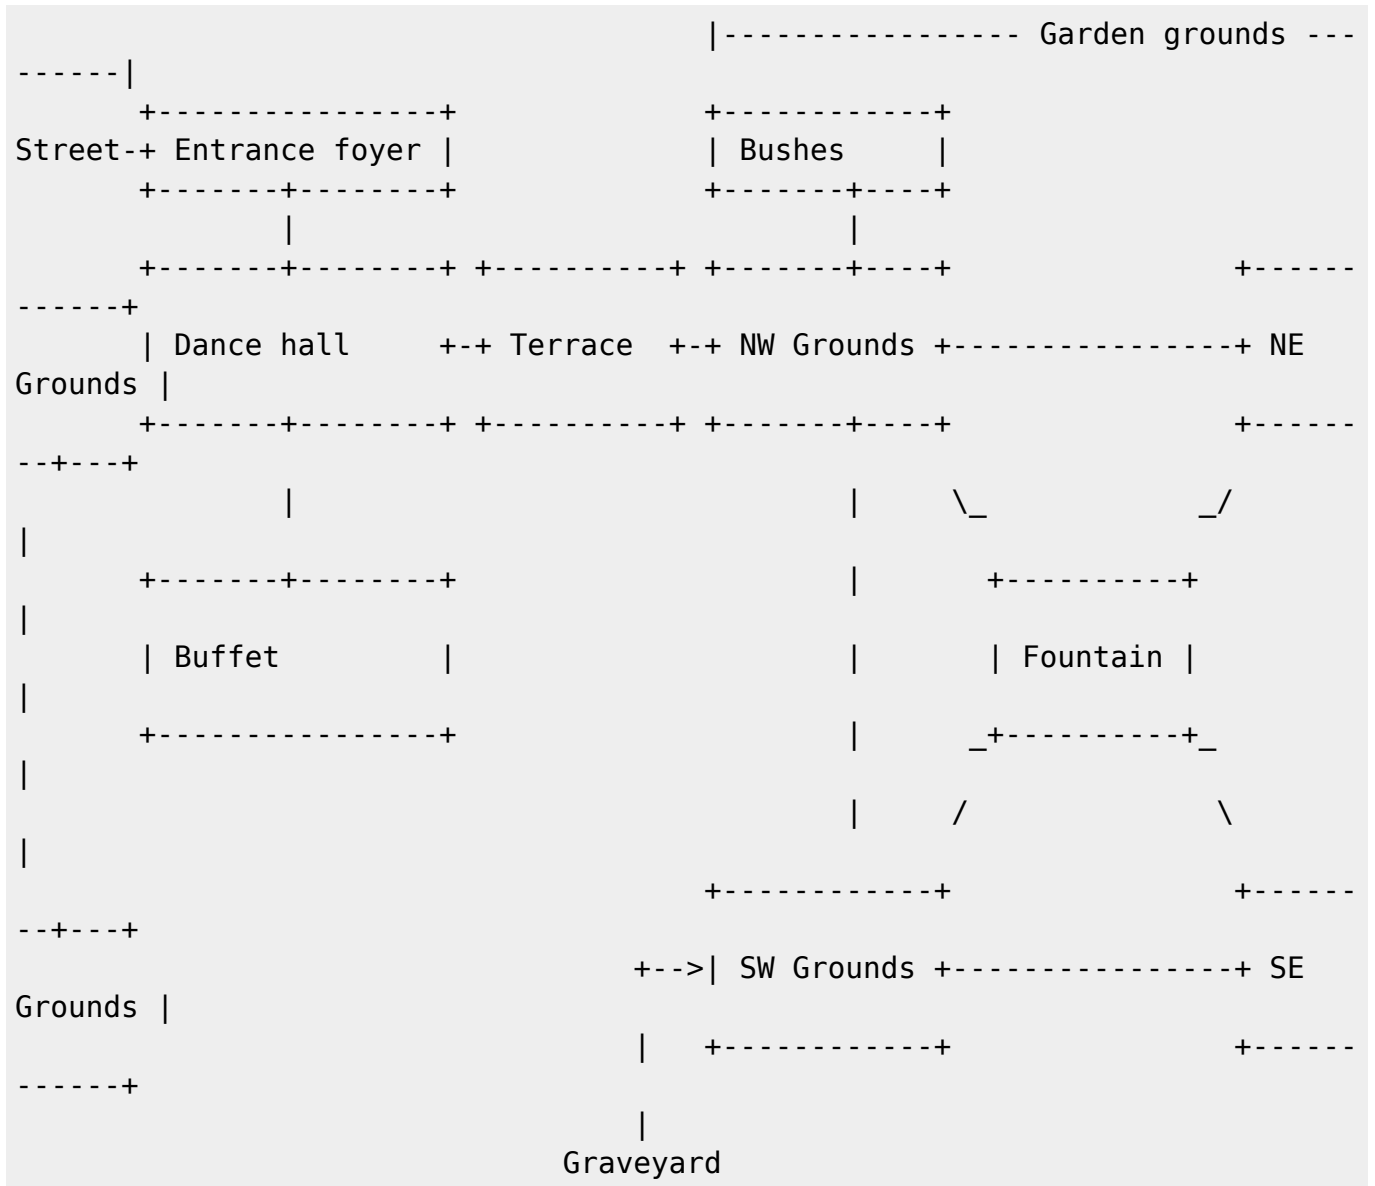 |----------------- Garden grounds ---
------|
       +----------------+              +------------+
Street-+ Entrance foyer |              | Bushes     |
       +-------+--------+              +-------+----+
               |                               |
       +-------+--------+ +----------+ +-------+----+                +------
------+
       | Dance hall     +-+ Terrace  +-+ NW Grounds +----------------+ NE
Grounds |
       +-------+--------+ +----------+ +-------+----+                +------
--+---+
               |                               |     \_            _/
|
       +-------+--------+                      |       +----------+
|
       | Buffet         |                      |       | Fountain |
|
       +----------------+                      |      _+----------+_
|
                                               |     /              \
|
                                       +------------+                +------
--+---+
                                   +-->| SW Grounds +----------------+ SE
Grounds |
                                   |   +------------+                +------
------+
                                   |
                               Graveyard